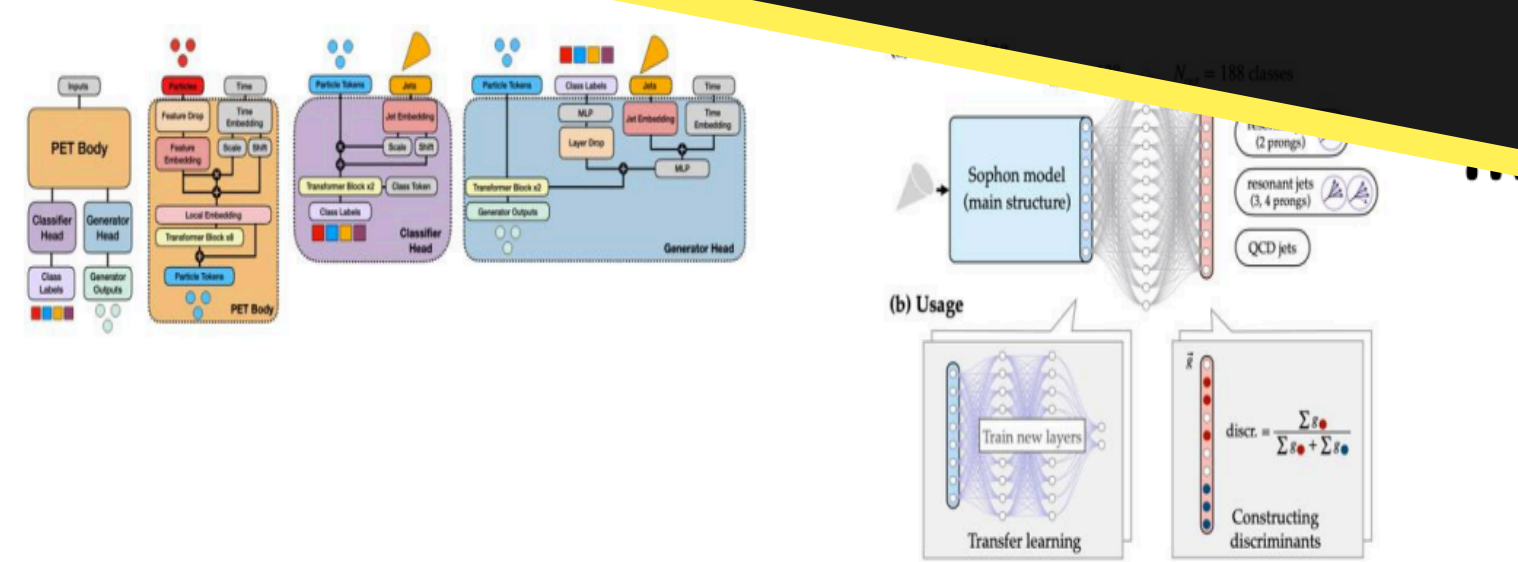 Inputs
PET Body
Classifier
Head
Generator
Head
Class
Labels
Generator
Outputs
Particles
Time
Feature Drop
Time
Embedding
Feature
Embedding
Scale
Shift
Local Embedding
Transformer Block x8
Particle Tokens
PET Body
Particle Tokens
Jets
Jet Embedding
Scale
Shift
Transformer Block x2
Class Token
Class Labels
Classifier
Head
Particle Tokens
Class Labels
Jets
Time
MLP
Jet Embedding
Time
Embedding
Layer Drop
MLP
Transformer Block x2
Generator Outputs
Generator Head
= 188 classes
Sophon model
(main structure)
(2 prongs)
resonant jets
(3, 4 prongs)
QCD jets
(b) Usage
Train new layers
Transfer learning
discr. = ∑g / ∑g + ∑g
Constructing
discriminants